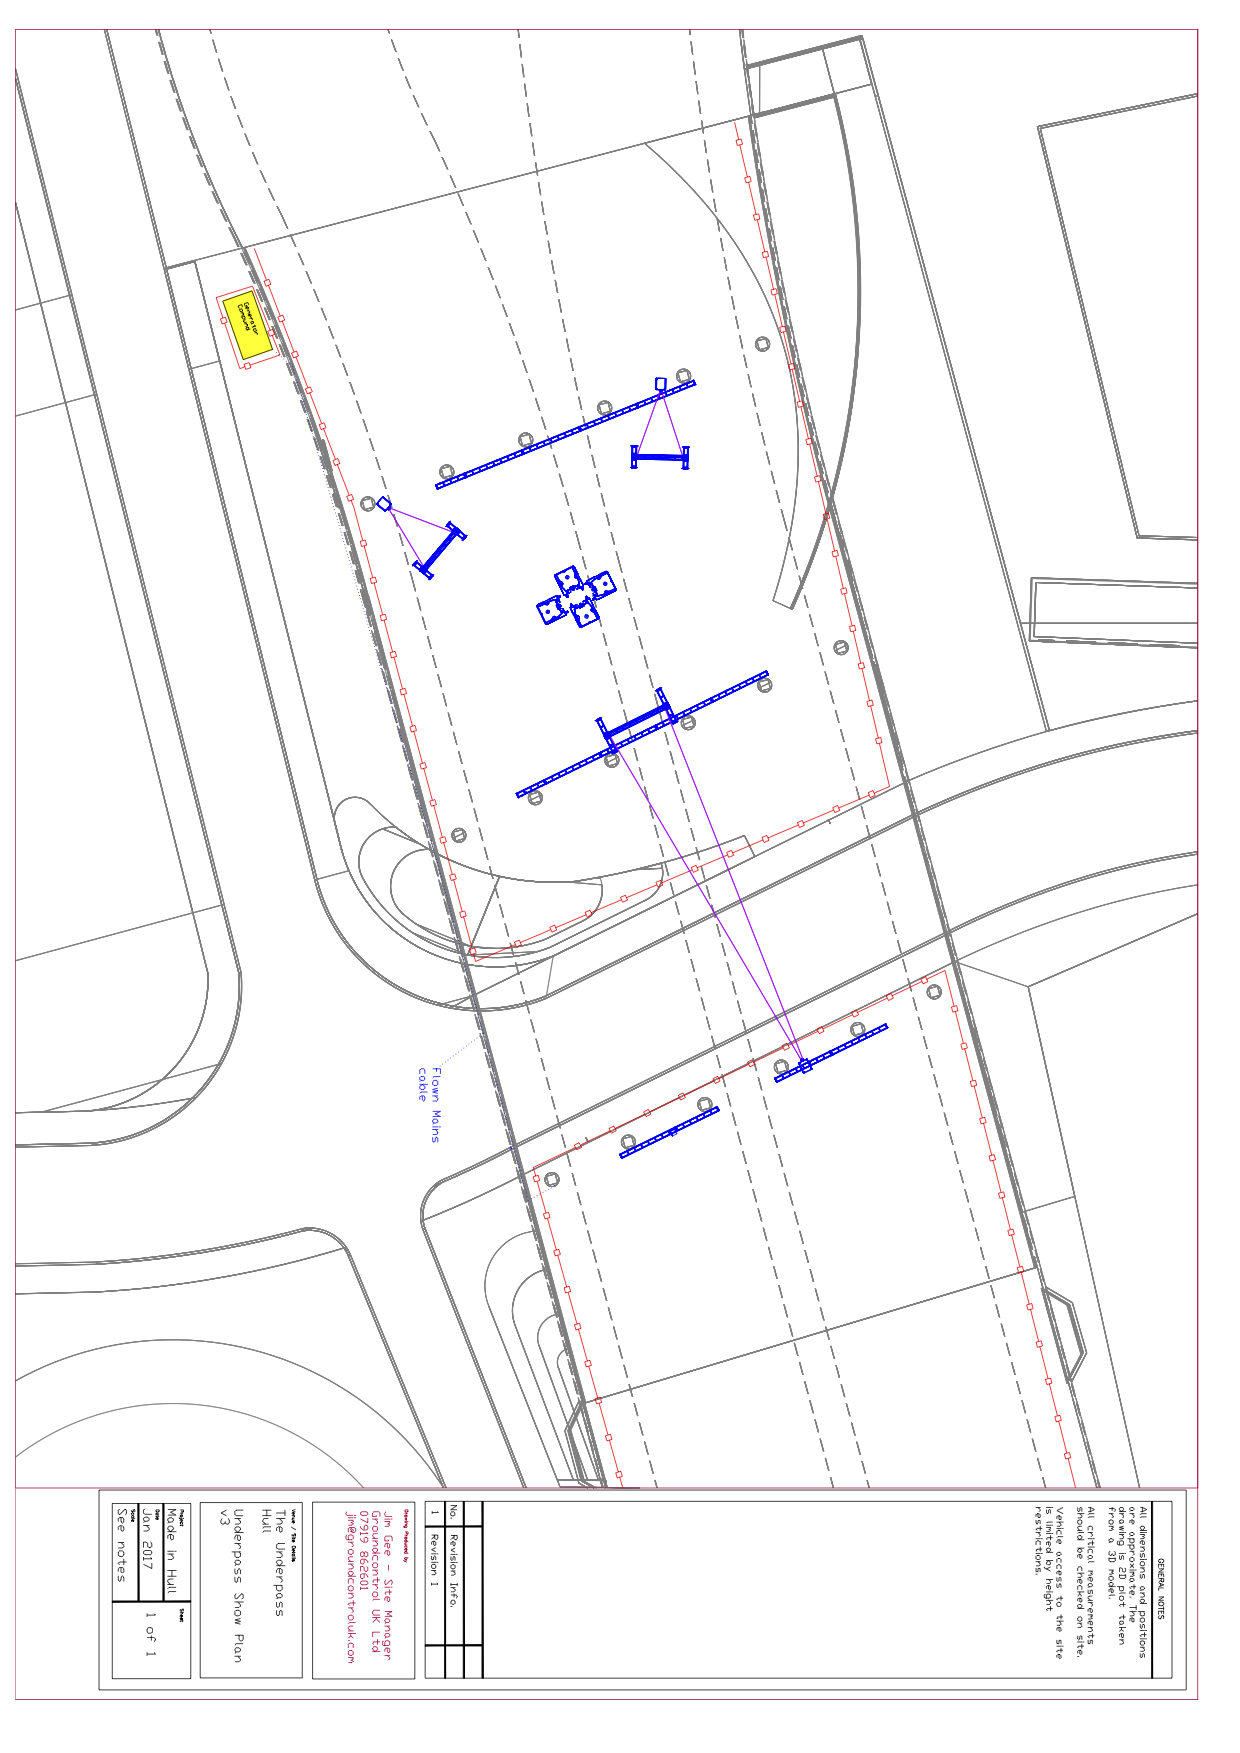 Generator
Compound
Flown Mains
cable
GENERAL NOTES
All dimensions and positions
are approximate. The
drawing is 2D plot taken
from a 3D model.
All critical measurements
should be checked on site.
Vehicle access to the site
is limited by height
restrictions.
No. Revision Info.
1 Revision 1
Drawing Produced by
Jim Gee - Site Manager
Groundcontrol UK Ltd
07919 862601
jim@groundcontroluk.com
Venue / Site Details
The Underpass
Hull
Underpass Show Plan
v3
Project
Made in Hull
Date
Jan 2017
Scale
See notes
Sheet
1 of 1